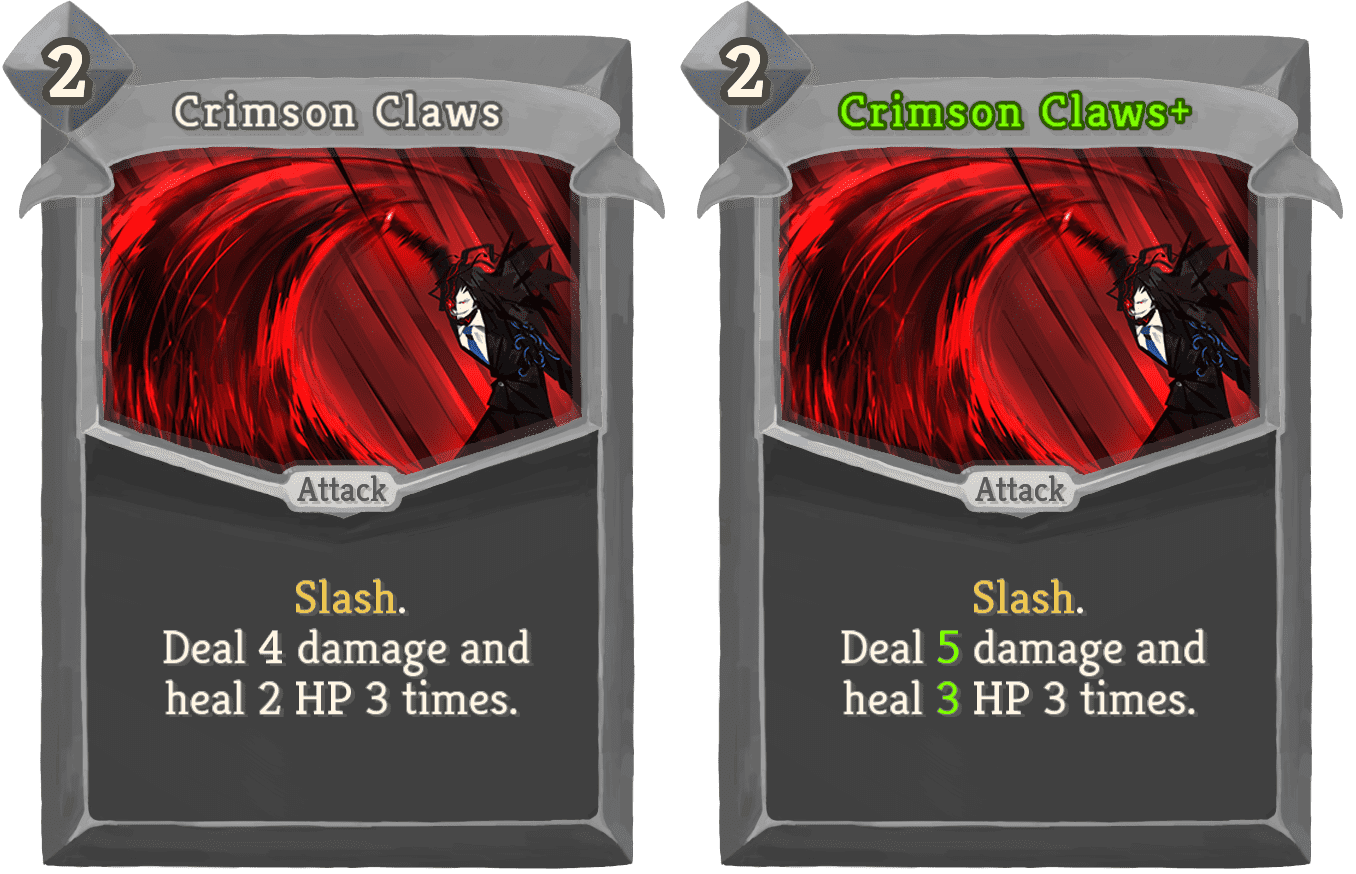 2
Crimson Claws
Attack
Slash.
Deal 4 damage and
heal 2 HP 3 times.
2
Crimson Claws+
Attack
Slash.
Deal 5 damage and
heal 3 HP 3 times.